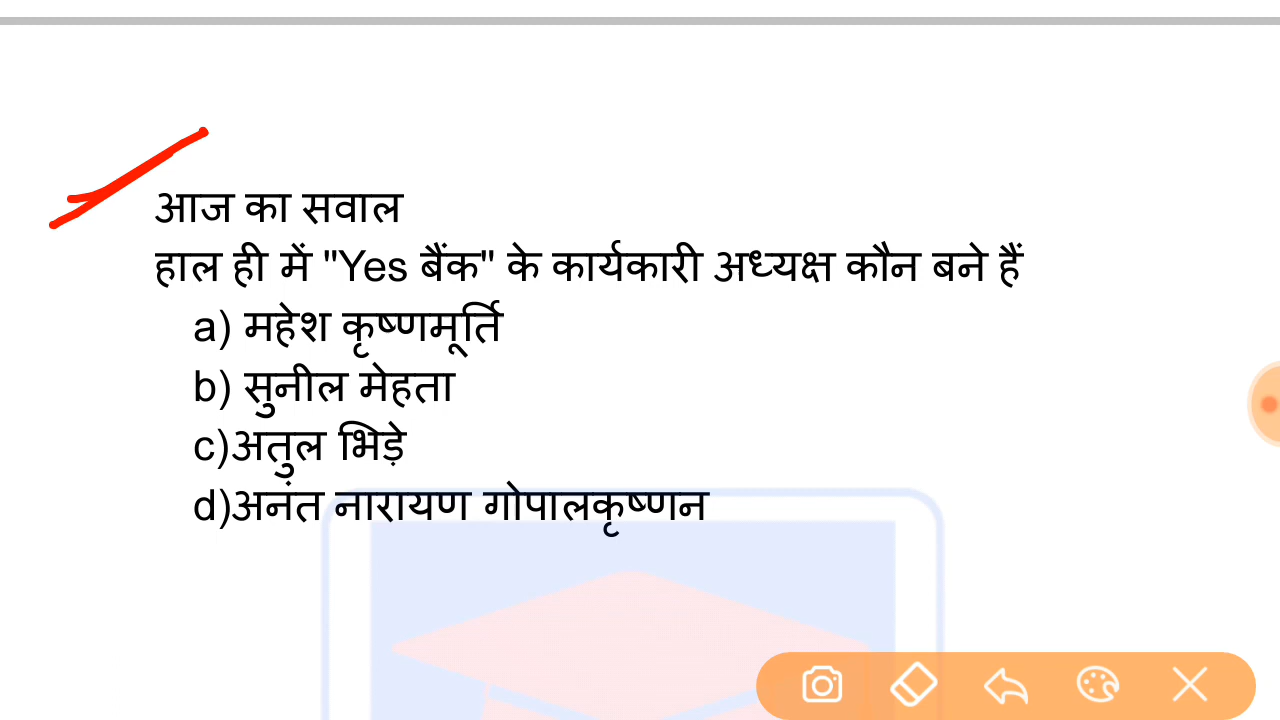 आज का सवाल
हाल ही में "Yes बैंक" के कार्यकारी अध्यक्ष कौन बने हैं
a) महेश कृष्णमूर्ति
b) सुनील मेहता
c)अतुल भिड़े
d)अनंत नारायण गोपालकृष्णन